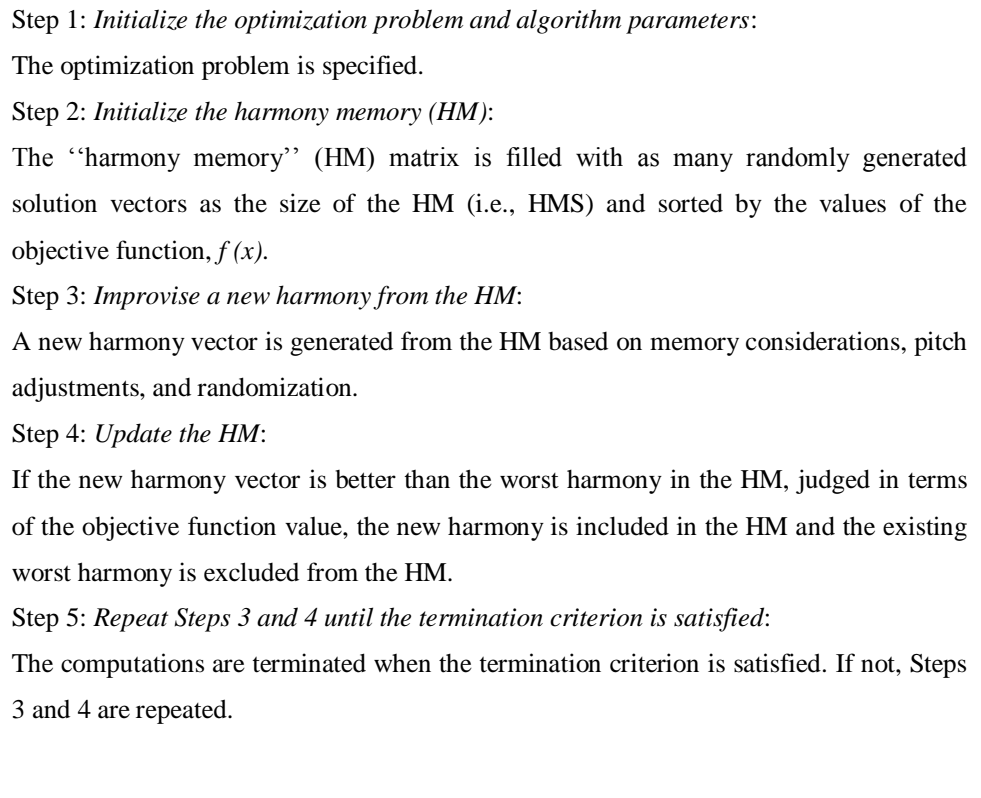 Step 1: Initialize the optimization problem and algorithm parameters:
The optimization problem is specified.
Step 2: Initialize the harmony memory (HM):
The ‘‘harmony memory’’ (HM) matrix is filled with as many randomly generated
solution vectors as the size of the HM (i.e., HMS) and sorted by the values of the
objective function, f (x).
Step 3: Improvise a new harmony from the HM:
A new harmony vector is generated from the HM based on memory considerations, pitch
adjustments, and randomization.
Step 4: Update the HM:
If the new harmony vector is better than the worst harmony in the HM, judged in terms
of the objective function value, the new harmony is included in the HM and the existing
worst harmony is excluded from the HM.
Step 5: Repeat Steps 3 and 4 until the termination criterion is satisfied:
The computations are terminated when the termination criterion is satisfied. If not, Steps
3 and 4 are repeated.